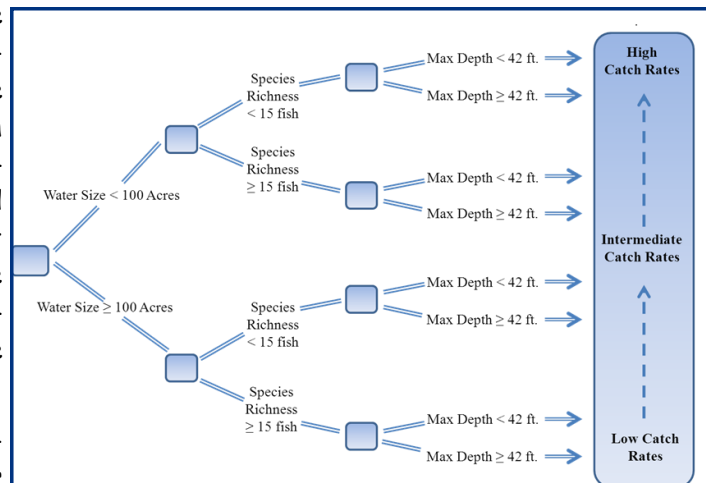 Max Depth < 42 ft.
High
Catch Rates
Species
Richness
< 15 fish
Max Depth ≥ 42 ft.
Species
Richness
≥ 15 fish
Max Depth < 42 ft.
Water Size < 100 Acres
Max Depth ≥ 42 ft.
Intermediate
Catch Rates
Max Depth < 42 ft.
Water Size ≥ 100 Acres
Species
Richness
< 15 fish
Max Depth ≥ 42 ft.
Species
Richness
≥ 15 fish
Max Depth < 42 ft.
Low Catch
Rates
Max Depth ≥ 42 ft.